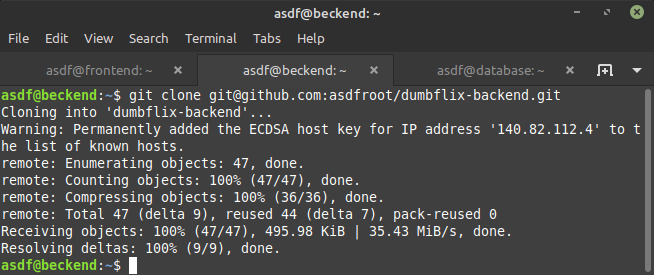 asdf@beckend: ~
File Edit View Search Terminal Tabs Help
asdf@frontend: ~ × asdf@beckend: ~ × asdf@database: ~ ×
asdf@beckend:~$ git clone git@github.com:asdfroot/dumbflix-backend.git
Cloning into 'dumbflix-backend'...
Warning: Permanently added the ECDSA host key for IP address '140.82.112.4' to t
he list of known hosts.
remote: Enumerating objects: 47, done.
remote: Counting objects: 100% (47/47), done.
remote: Compressing objects: 100% (36/36), done.
remote: Total 47 (delta 9), reused 44 (delta 7), pack-reused 0
Receiving objects: 100% (47/47), 495.98 KiB | 35.43 MiB/s, done.
Resolving deltas: 100% (9/9), done.
asdf@beckend:~$